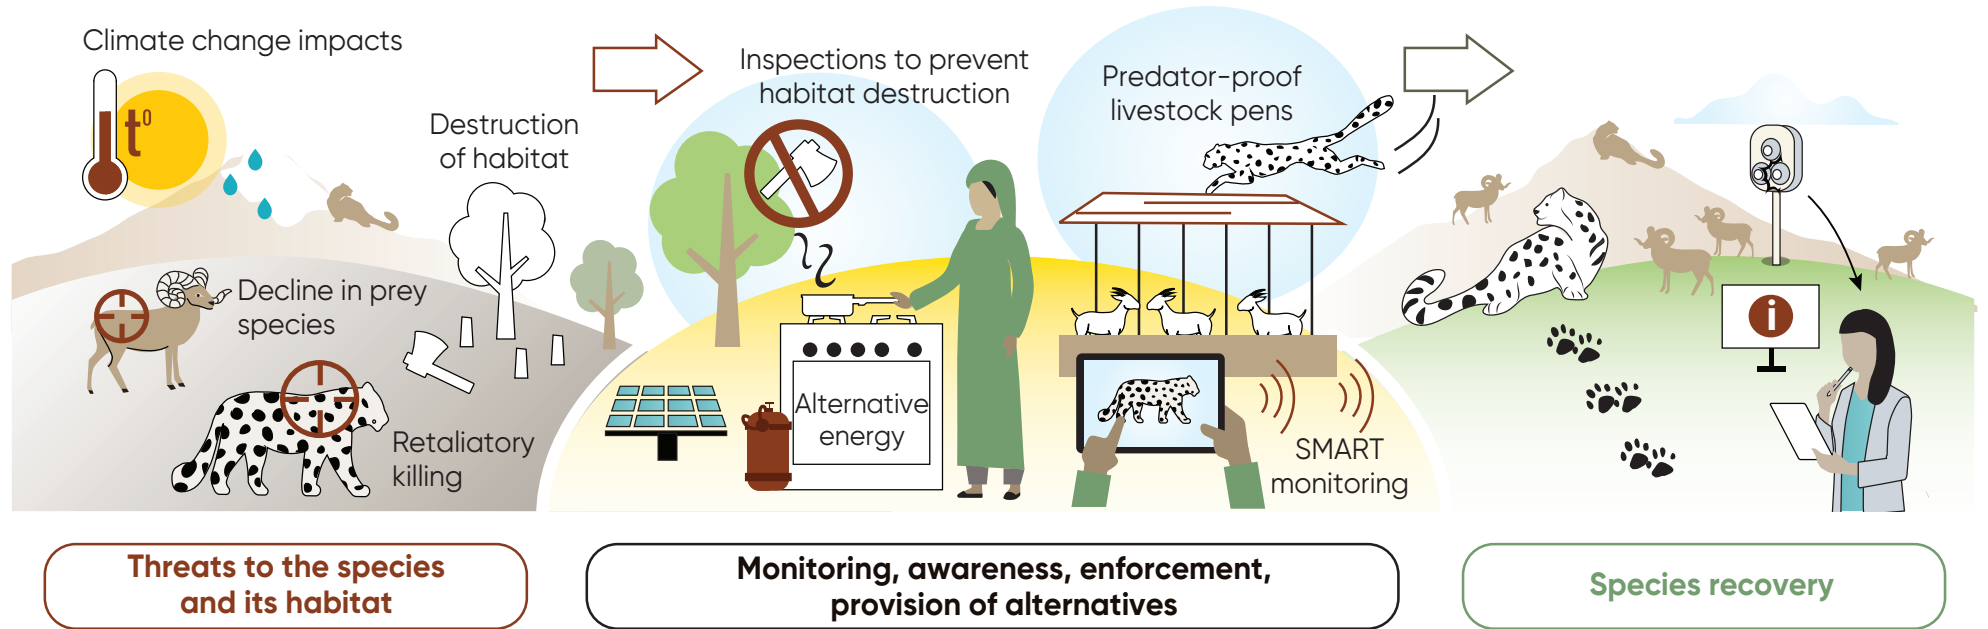 Climate change impacts
t⁰
Destruction
of habitat
Decline in prey
species
Retaliatory
killing
Inspections to prevent
habitat destruction
Alternative
energy
Predator-proof
livestock pens
SMART
monitoring
i
Threats to the species
and its habitat
Monitoring, awareness, enforcement,
provision of alternatives
Species recovery